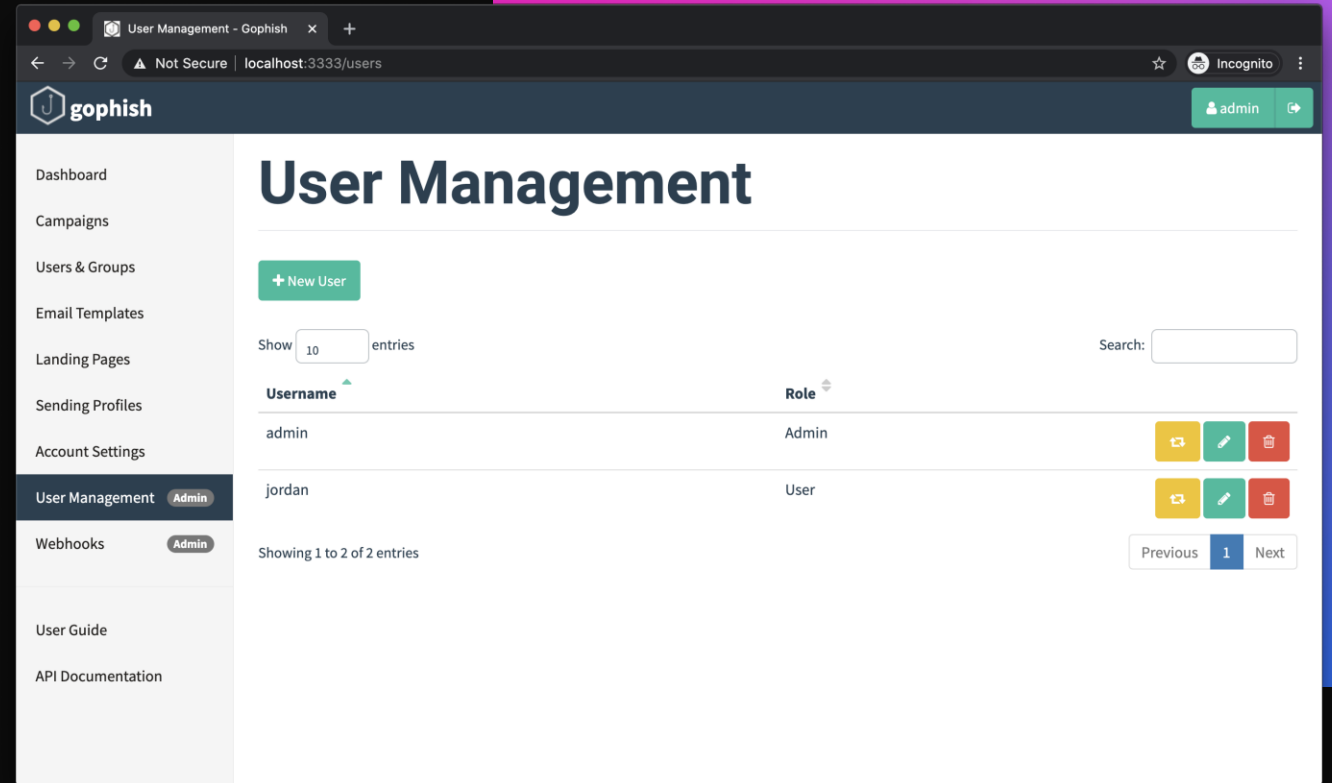 User Management - Gophish
Not Secure | localhost:3333/users
Incognito
gophish
admin
Dashboard
Campaigns
Users & Groups
Email Templates
Landing Pages
Sending Profiles
Account Settings
User Management Admin
Webhooks Admin
User Guide
API Documentation
User Management
New User
Show 10 entries
Search:
Username Role
admin Admin
jordan User
Showing 1 to 2 of 2 entries
Previous 1 Next